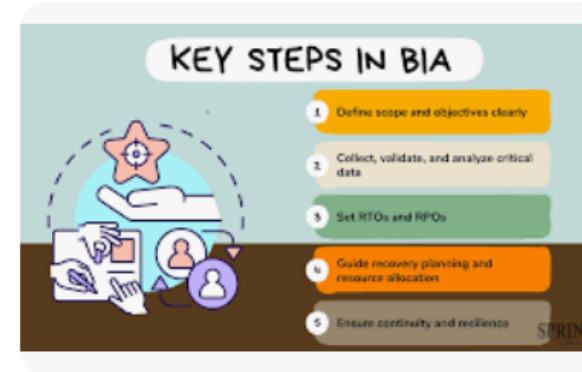 KEY STEPS IN BIA
1 Define scope and objectives clearly
2 Collect, validate, and analyze critical
data
3 Set RTOs and RPOs
4 Guide recovery planning and
resource allocation
5 Ensure continuity and resilience
SPRIN